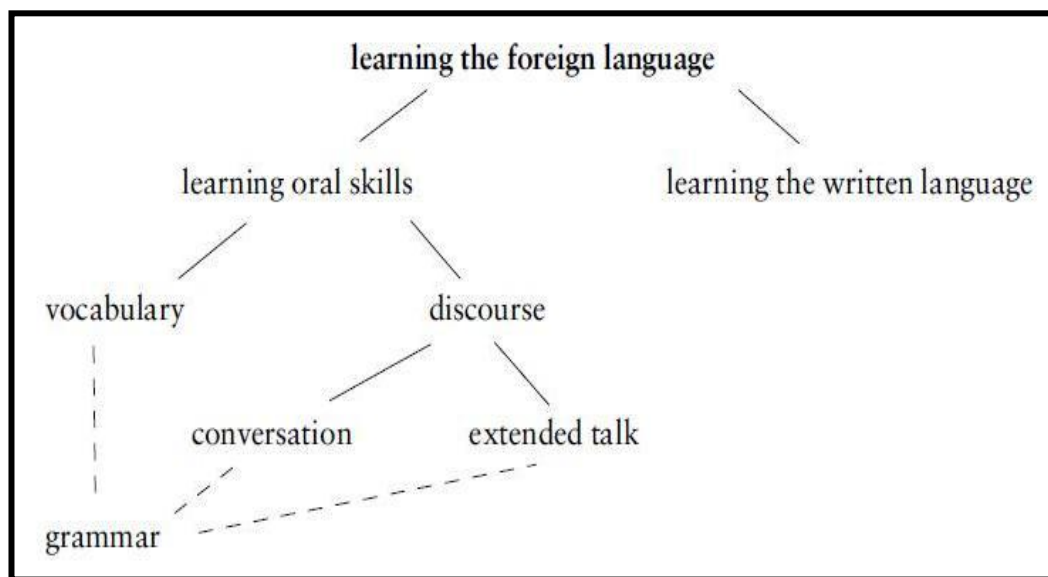 learning the foreign language
learning oral skills
learning the written language
vocabulary
discourse
conversation
extended talk
grammar